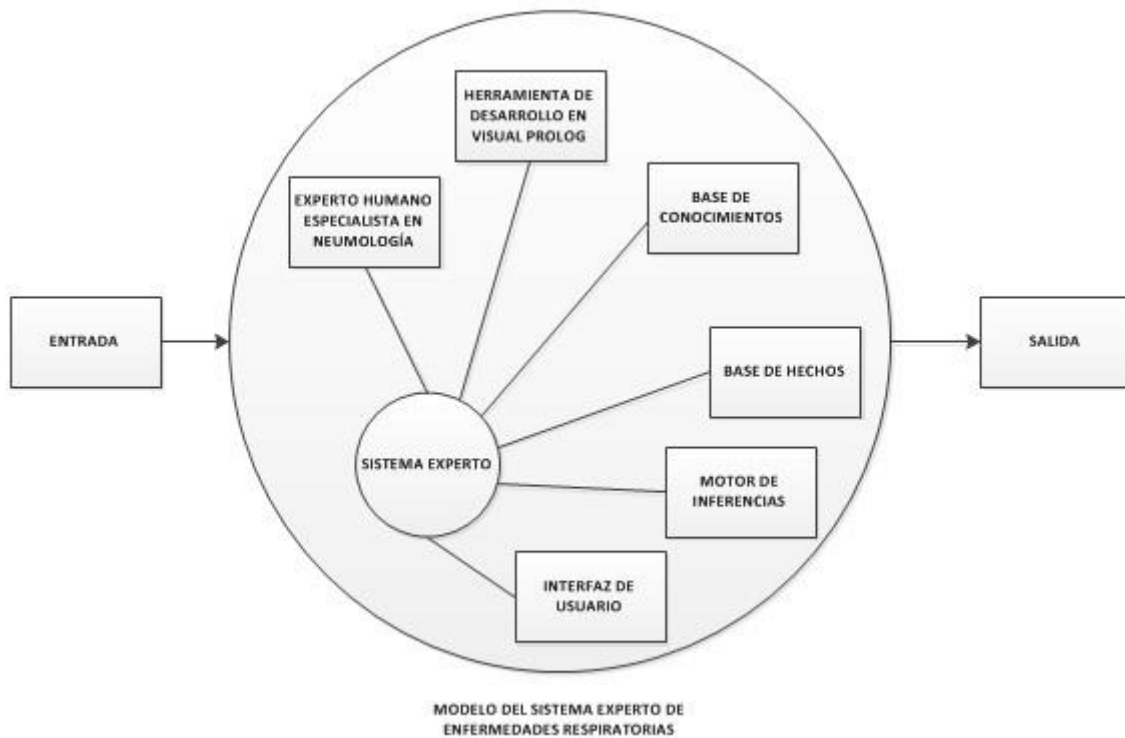 HERRAMIENTA DE
DESARROLLO EN
VISUAL PROLOG
EXPERTO HUMANO
ESPECIALISTA EN
NEUMOLOGÍA
BASE DE
CONOCIMIENTOS
ENTRADA
SALIDA
BASE DE HECHOS
SISTEMA EXPERTO
MOTOR DE
INFERENCIAS
INTERFAZ DE
USUARIO
MODELO DEL SISTEMA EXPERTO DE
ENFERMEDADES RESPIRATORIAS